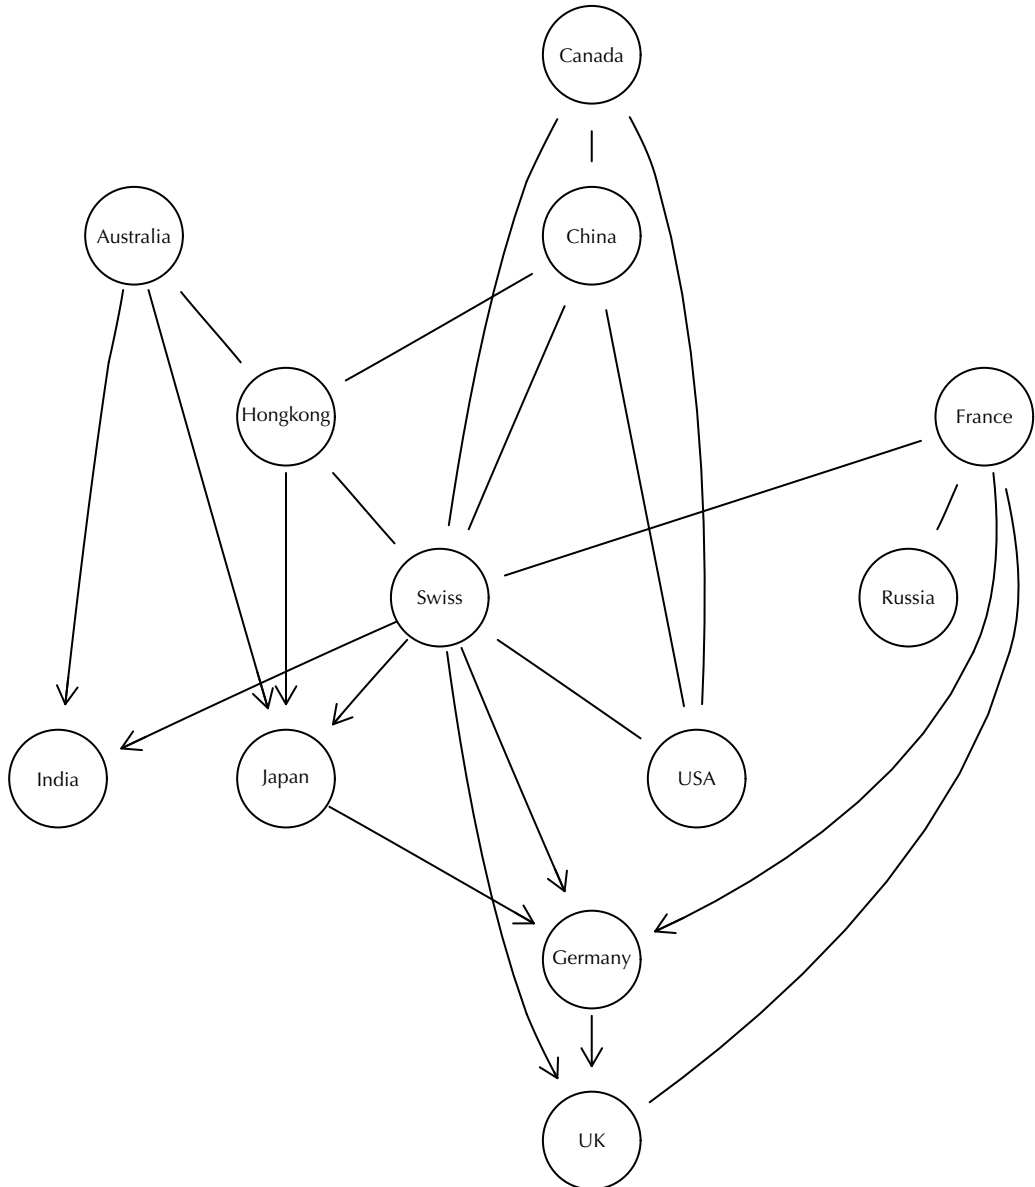 Canada
Australia
China
Hongkong
France
Swiss
Russia
India
Japan
USA
Germany
UK